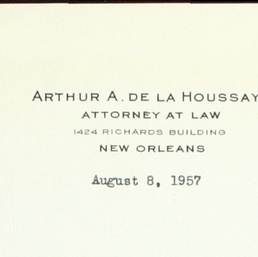 ARTHUR A. DE LA HOUSSAY
ATTORNEY AT LAW
1424 RICHARDS BUILDING
NEW ORLEANS
August 8, 1957